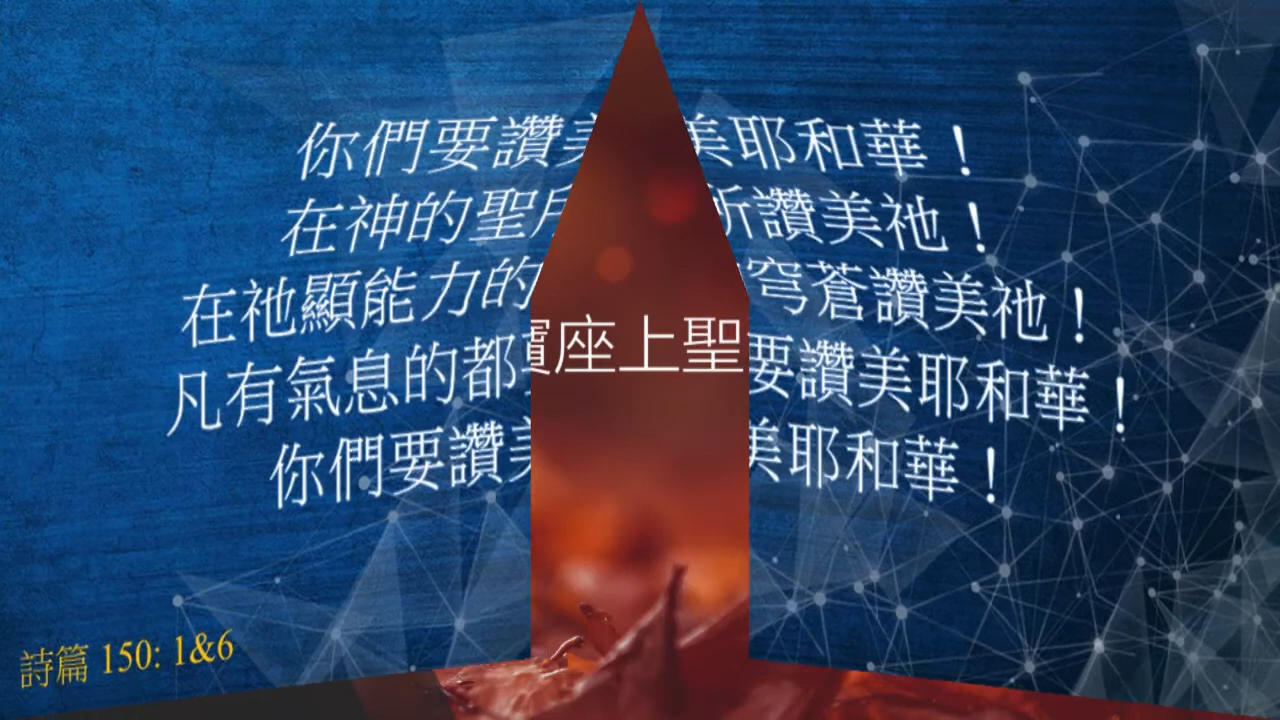 你們要讚美耶和華！
在神的聖所讚美祂！
在祂顯能力的穹蒼讚美祂！
寶座上聖
凡有氣息的都要讚美耶和華！
你們要讚美耶和華！
詩篇 150: 1&6